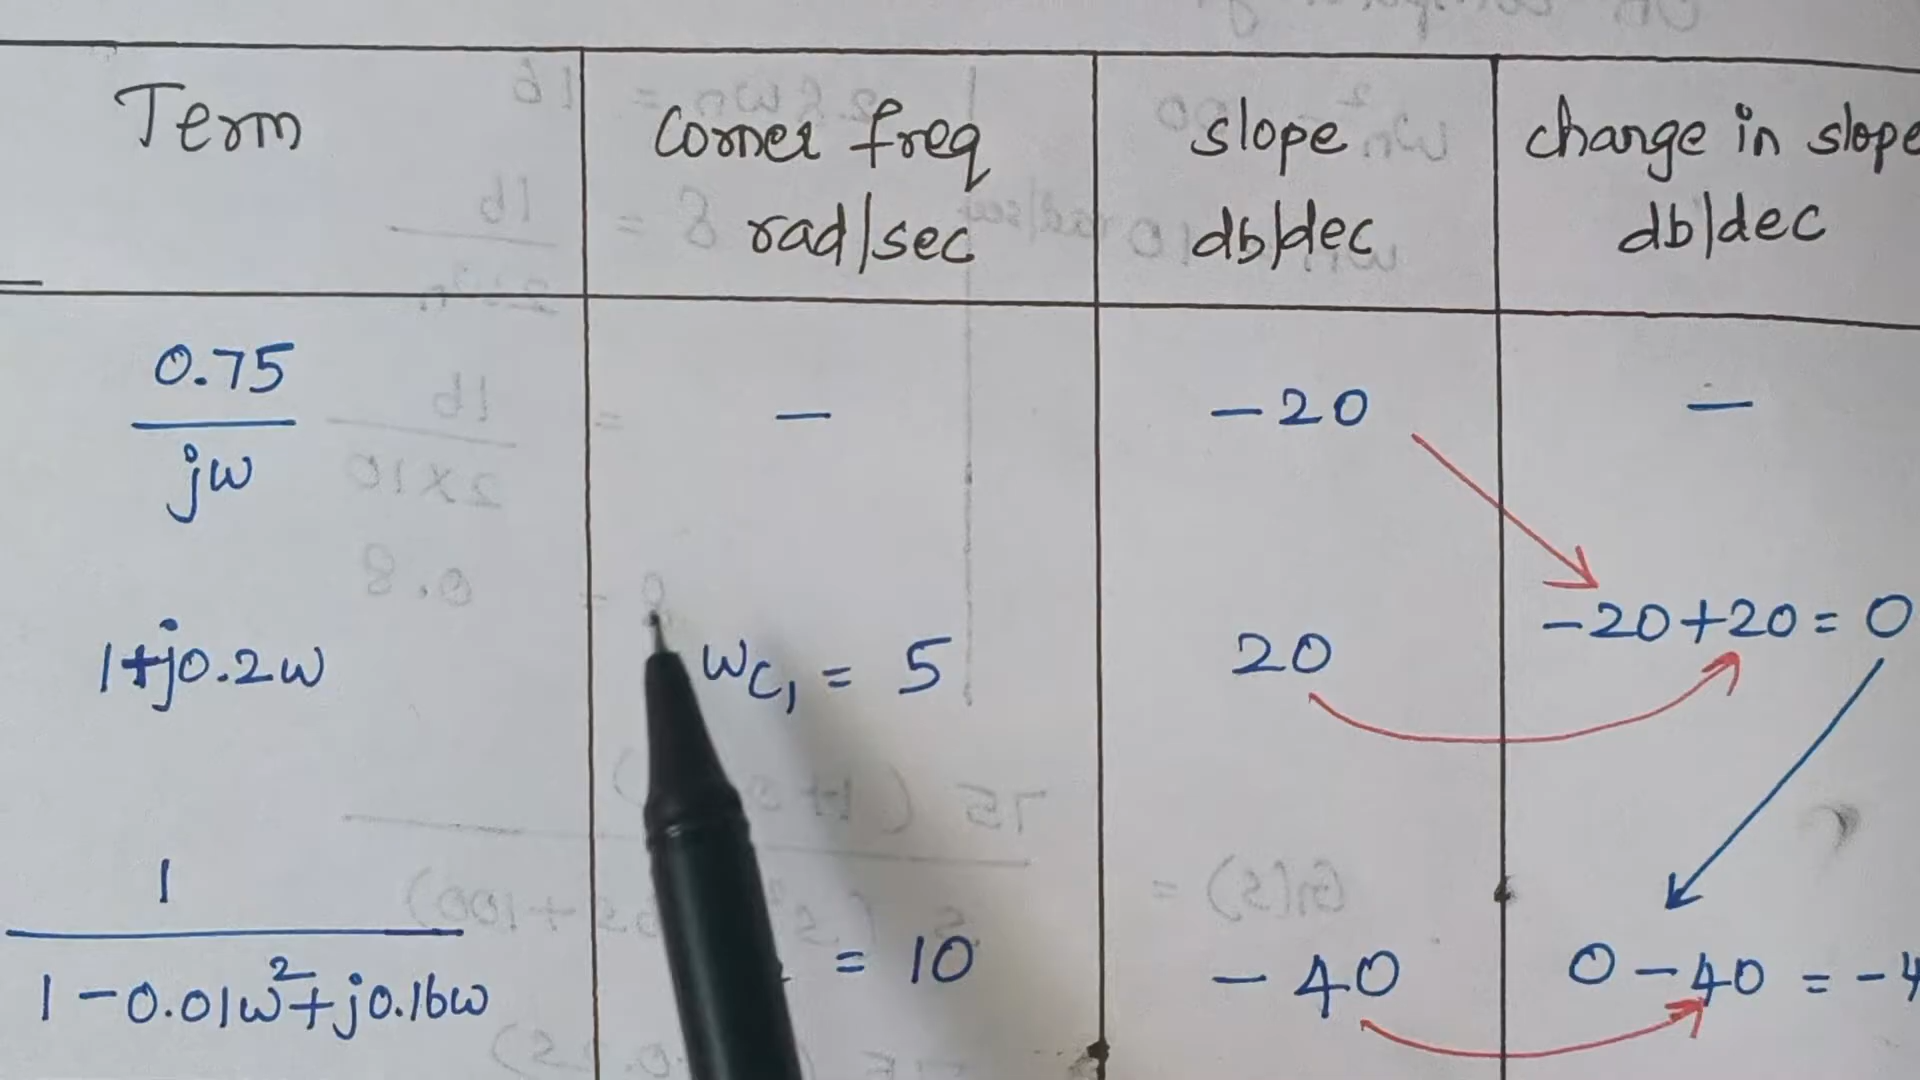 Term
corner freq
rad/sec
slope
db/dec
change in slope
db/dec
0.75
jω
—
-20
—
1+j0.2ω
ωc1 = 5
20
-20+20 = 0
1
1-0.01ω²+j0.16ω
= 10
-40
0-40 = -4